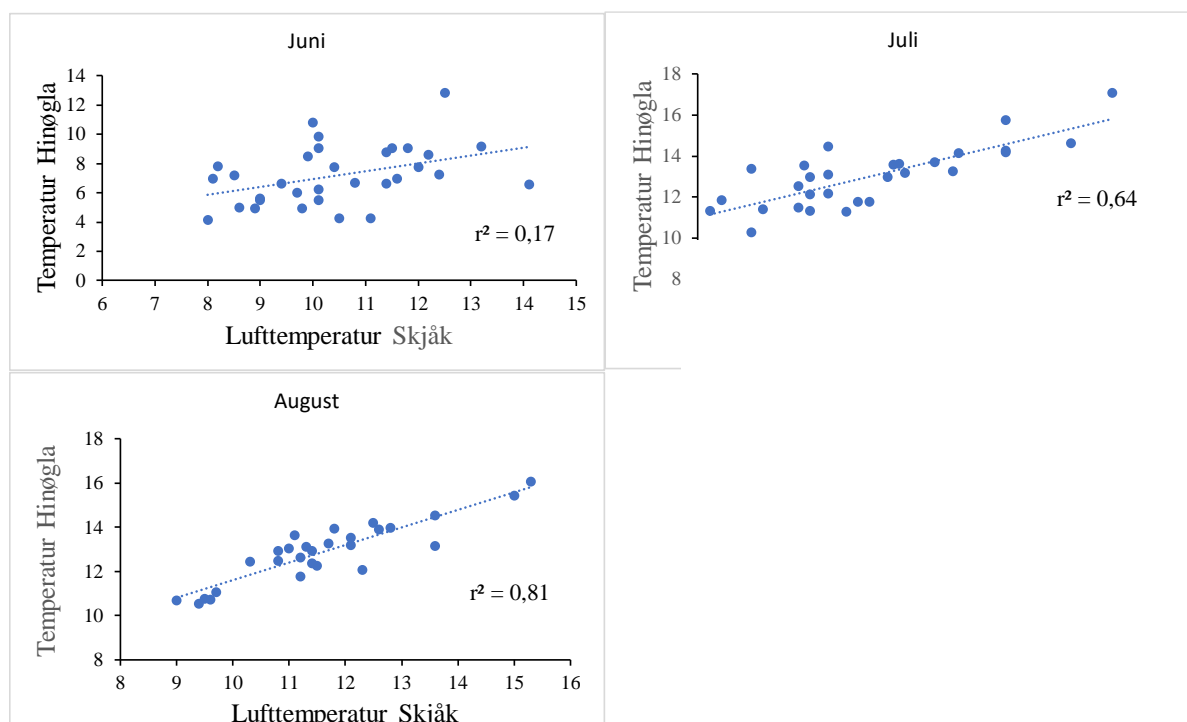 Juni
Temperatur Hinøgla
14
12
10
8
6
4
2
0
6 7 8 9 10 11 12 13 14 15
r² = 0,17
Lufttemperatur Skjåk
Juli
Temperatur Hinøgla
18
16
14
12
10
8
r² = 0,64
August
Temperatur Hinøgla
18
16
14
12
10
8
8 9 10 11 12 13 14 15 16
r² = 0,81
Lufttemperatur Skjåk